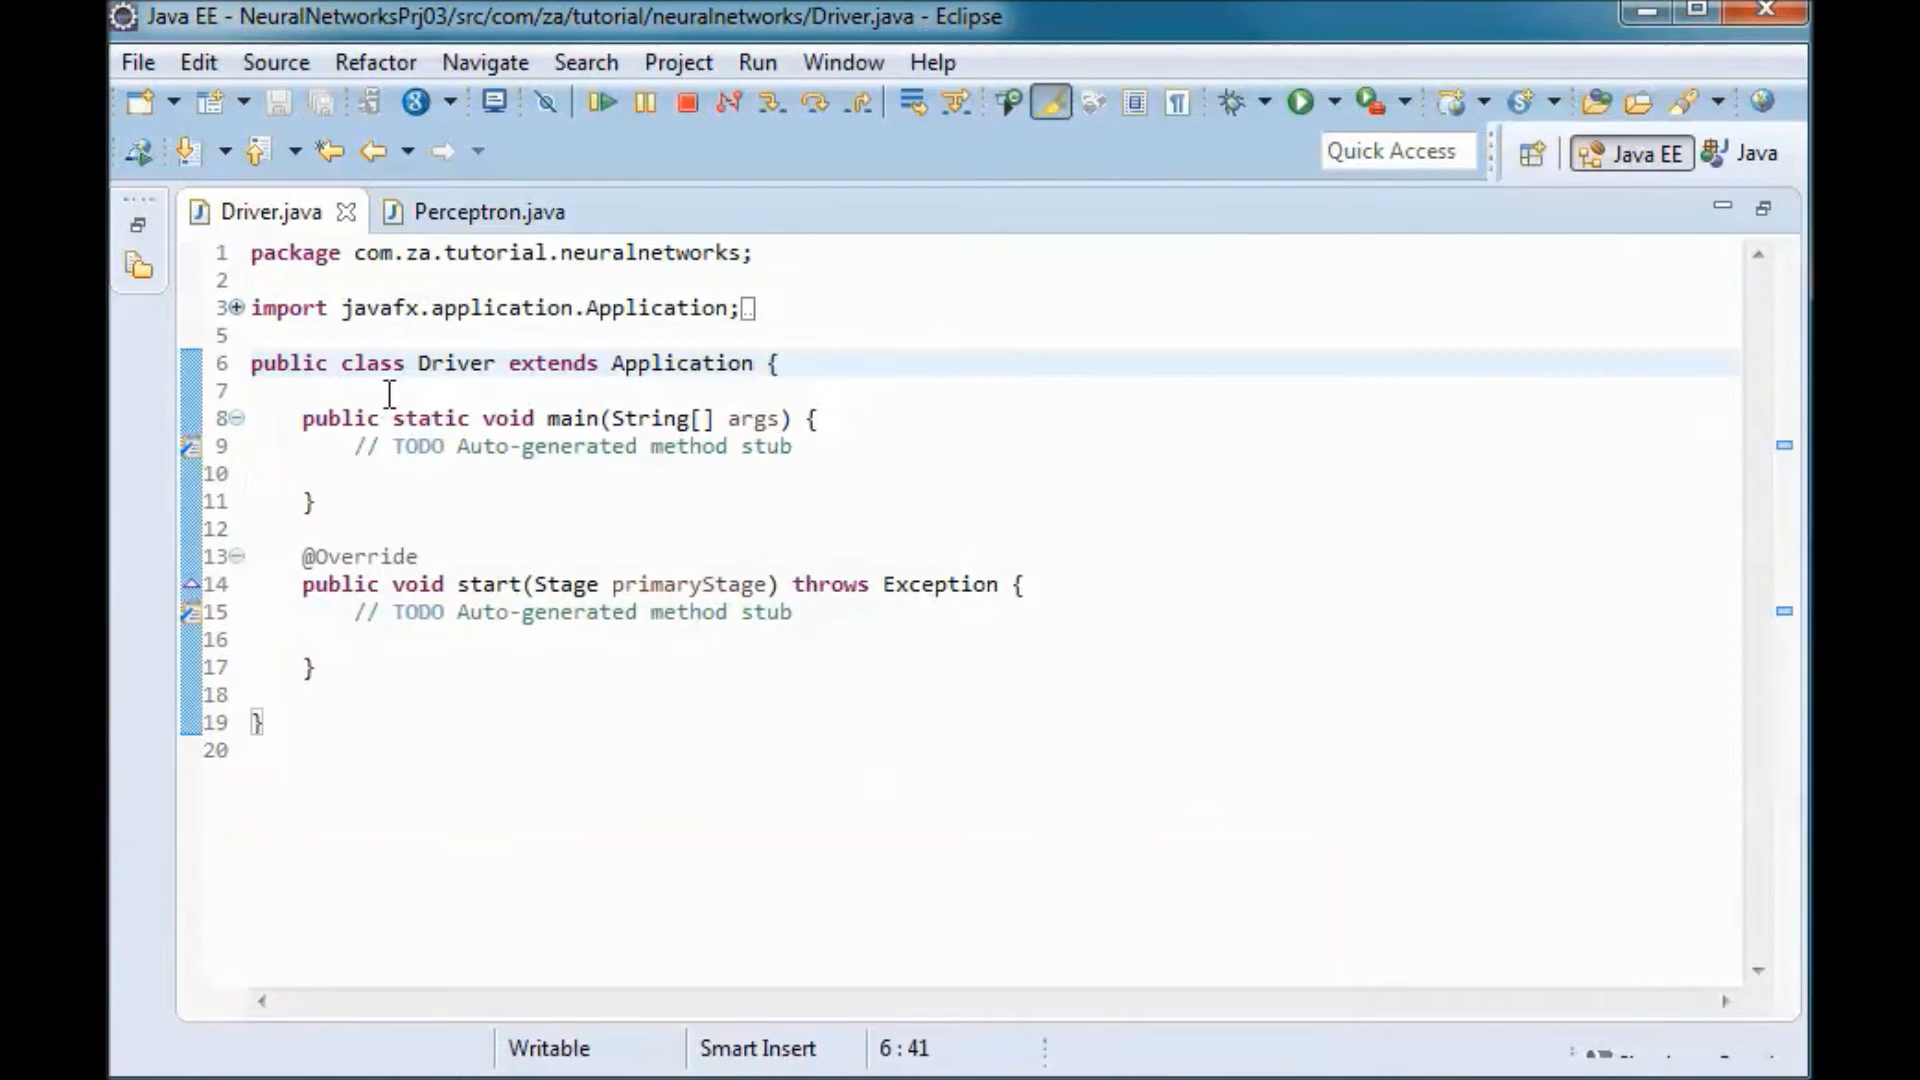 Java EE - NeuralNetworksPrj03/src/com/za/tutorial/neuralnetworks/Driver.java - Eclipse
File Edit Source Refactor Navigate Search Project Run Window Help
Quick Access Java EE Java
Driver.java Perceptron.java
1 package com.za.tutorial.neuralnetworks;
2
3 import javafx.application.Application;
5
6 public class Driver extends Application {
7
8 public static void main(String[] args) {
9 // TODO Auto-generated method stub
10
11 }
12
13 @Override
14 public void start(Stage primaryStage) throws Exception {
15 // TODO Auto-generated method stub
16
17 }
18
19 }
20
Writable Smart Insert 6 : 41